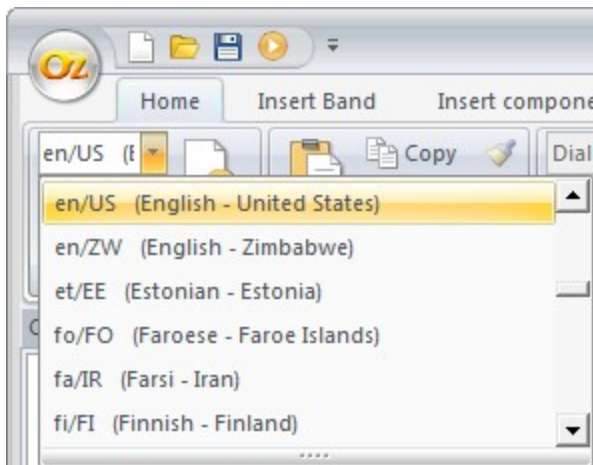 OZ
Home Insert Band Insert compone
en/US (E Copy Dial
en/US (English - United States)
en/ZW (English - Zimbabwe)
et/EE (Estonian - Estonia)
fo/FO (Faroese - Faroe Islands)
fa/IR (Farsi - Iran)
fi/FI (Finnish - Finland)